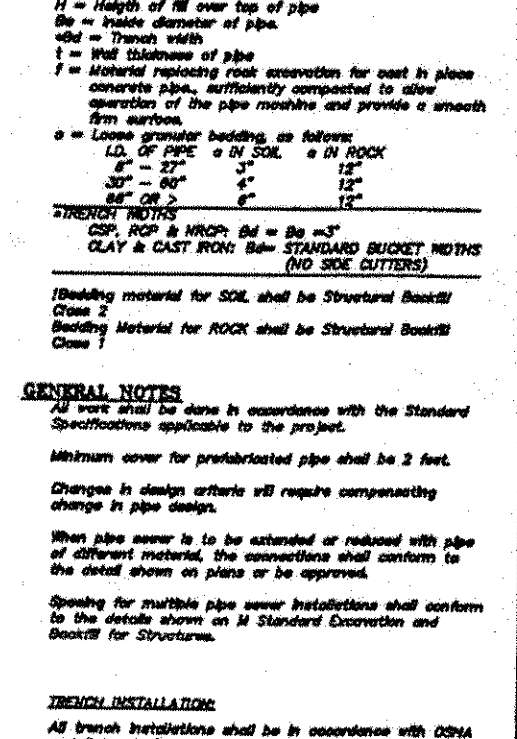 H = Heigth of fill over top of pipe
Ba = Inside diameter of pipe.
*Bd = Trench width
t = Wall thickness of pipe
f = Material replacing rock excavation for cast in place
concrete pipe., sufficiently compacted to allow
operation of the pipe machine and provide a smooth
firm surface.
a = Loose granular bedding, as follows:
I.D. OF PIPE a IN SOIL a IN ROCK
8" - 27" 3" 12"
30" - 60" 4" 12"
66" OR > 6" 12"
*TRENCH WIDTHS
CSP, RCP & NRCP: Bd = Ba =3"
CLAY & CAST IRON: Bd= STANDARD BUCKET WIDTHS
(NO SIDE CUTTERS)
!Bedding material for SOIL shall be Structural Backfill
Class 2
Bedding Material for ROCK shall be Structural Backfill
Class 1
GENERAL NOTES
All work shall be done in accordance with the Standard
Specifications applicable to the project.
Minimum cover for prefabricated pipe shall be 2 feet.
Changes in design criteria will require compensating
change in pipe design.
When pipe sewer is to be extended or reduced with pipe
of different material, the connections shall conform to
the detail shown on plans or be approved.
Spacing for multiple pipe sewer installations shall conform
to the details shown on M Standard Excavation and
Backfill for Structures.
TRENCH INSTALLATION:
All trench installations shall be in accordance with OSHA